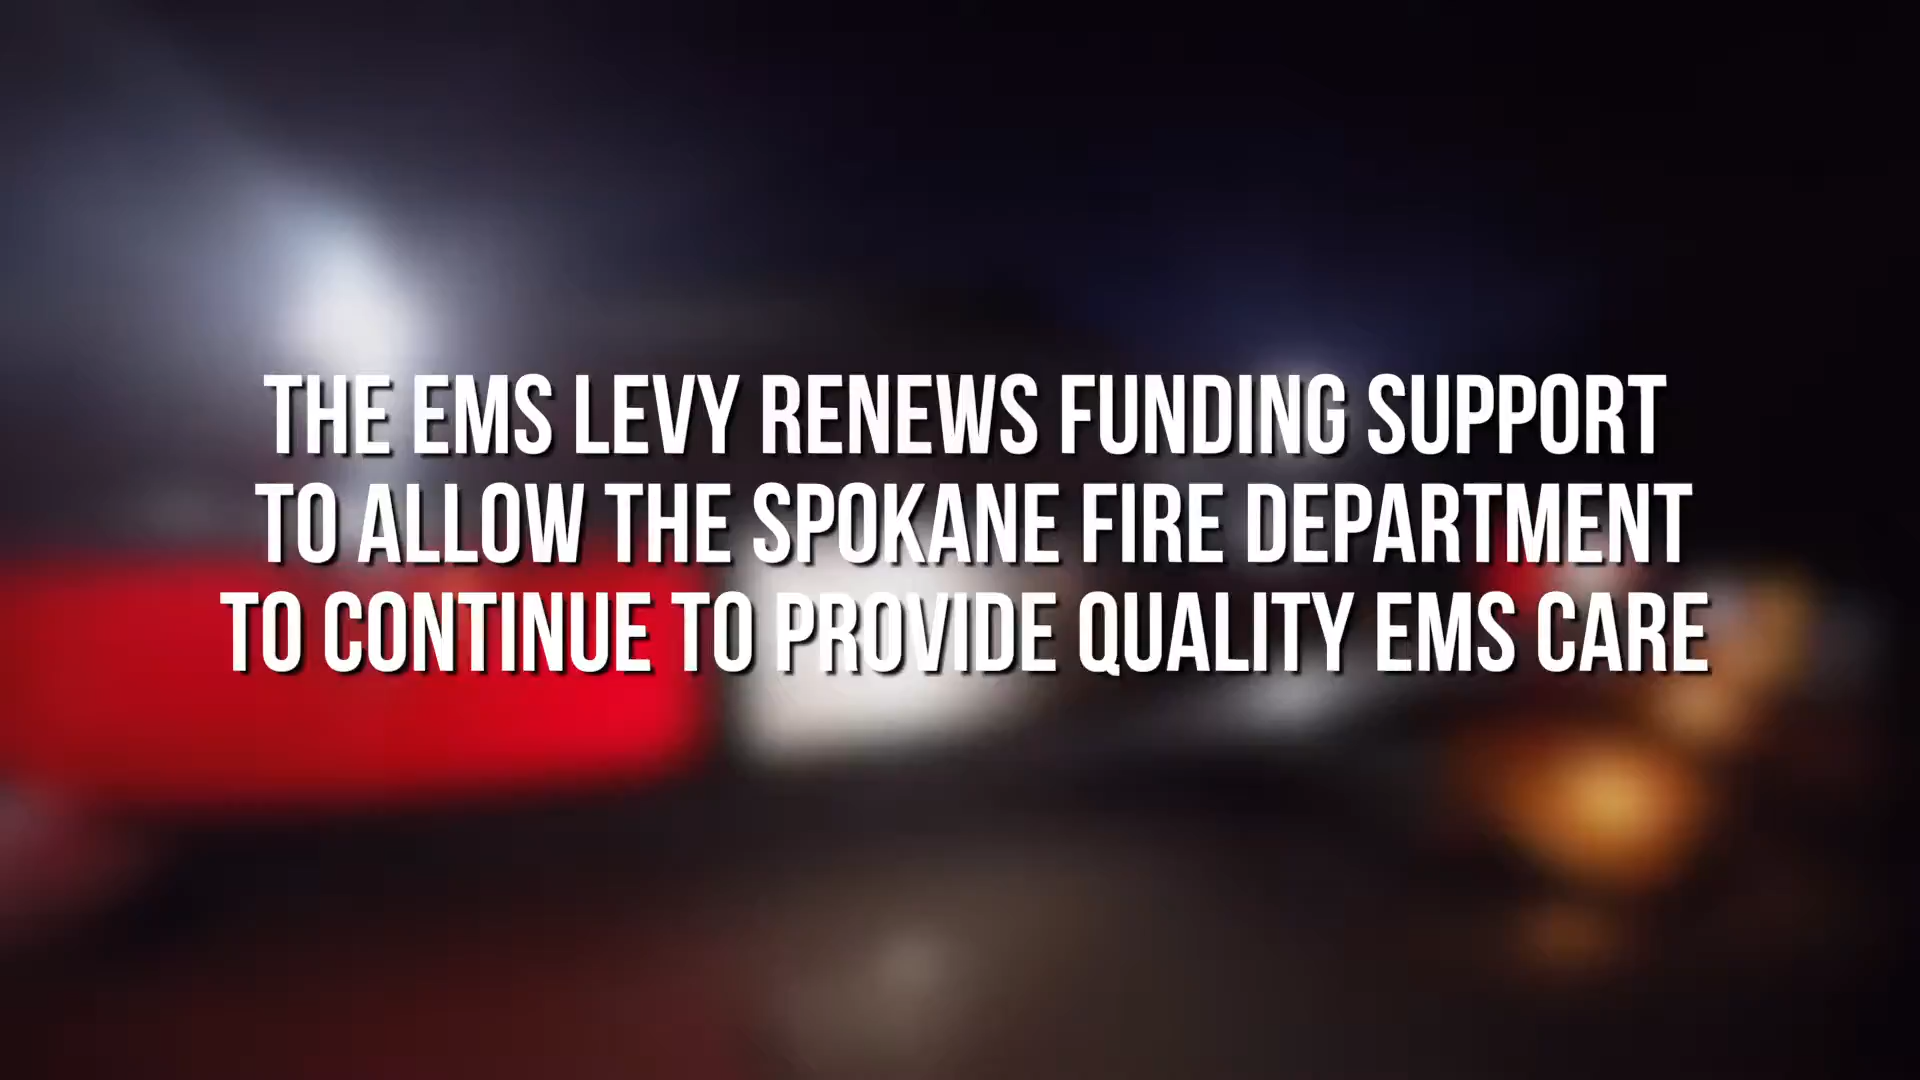 THE EMS LEVY RENEWS FUNDING SUPPORT
TO ALLOW THE SPOKANE FIRE DEPARTMENT
TO CONTINUE TO PROVIDE QUALITY EMS CARE